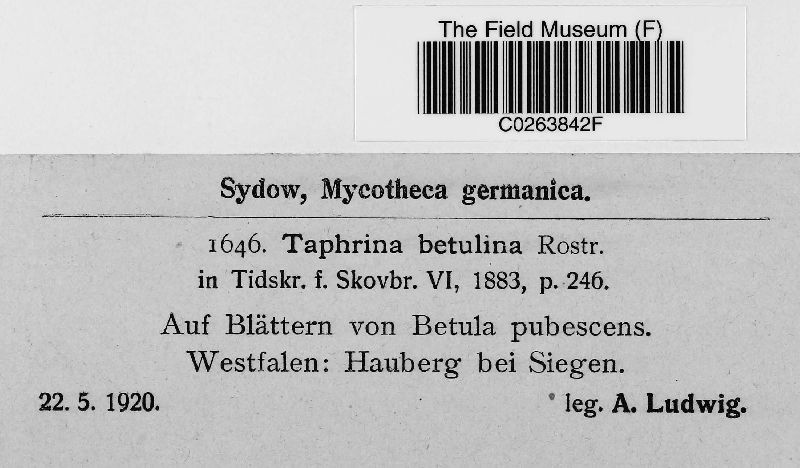 The Field Museum (F)
C0263842F
Sydow, Mycotheca germanica.
1646. Taphrina betulina Rostr.
in Tidskr. f. Skovbr. VI, 1883, p. 246.
Auf Blättern von Betula pubescens.
Westfalen: Hauberg bei Siegen.
22. 5. 1920. leg. A. Ludwig.